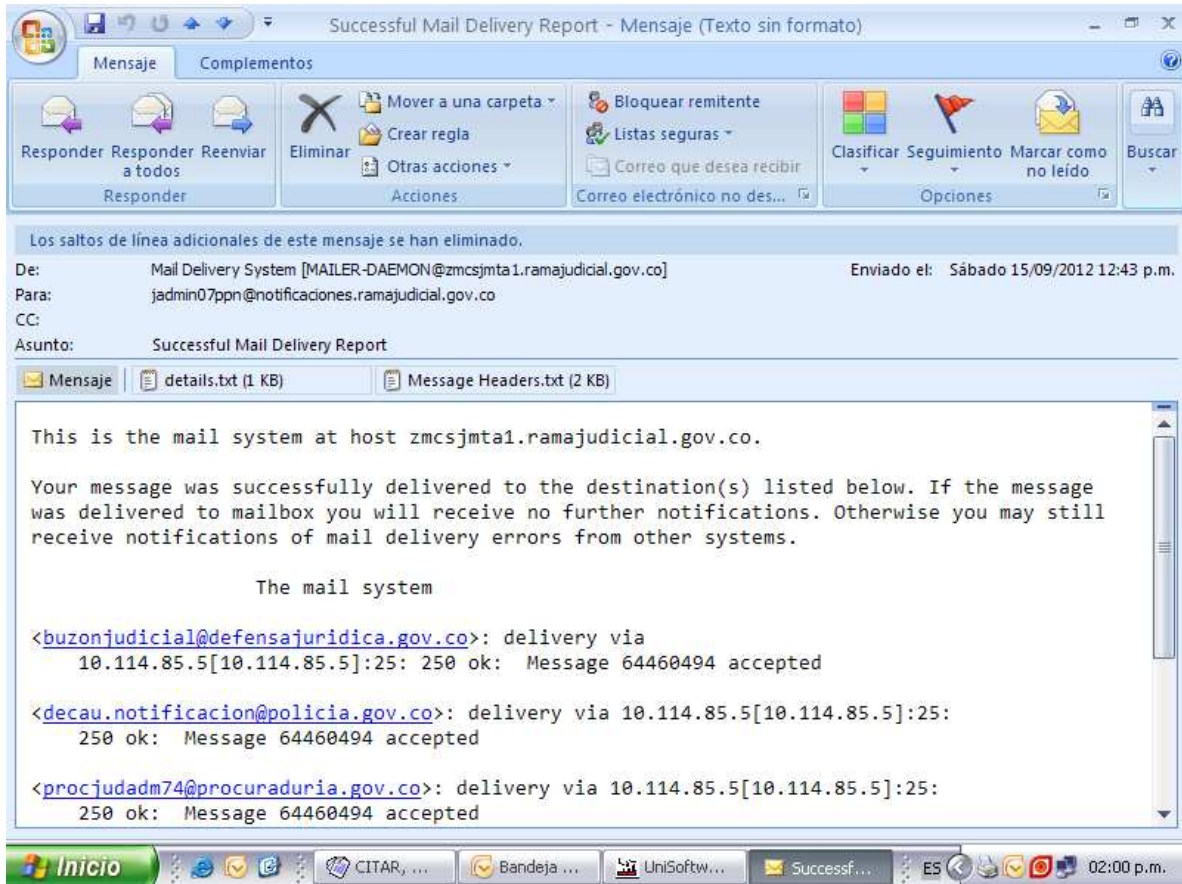 Successful Mail Delivery Report - Mensaje (Texto sin formato)
Mensaje Complementos
Responder Responder a todos Reenviar
Responder
Eliminar
Mover a una carpeta
Crear regla
Otras acciones
Acciones
Bloquear remitente
Listas seguras
Correo que desea recibir
Correo electrónico no des...
Clasificar Seguimiento Marcar como no leído
Opciones
Buscar
Los saltos de línea adicionales de este mensaje se han eliminado.
De: Mail Delivery System [MAILER-DAEMON@zmcsjmta1.ramajudicial.gov.co] Enviado el: Sábado 15/09/2012 12:43 p.m.
Para: jadmin07ppn@notificaciones.ramajudicial.gov.co
CC:
Asunto: Successful Mail Delivery Report
Mensaje details.txt (1 KB) Message Headers.txt (2 KB)
This is the mail system at host zmcsjmta1.ramajudicial.gov.co.
Your message was successfully delivered to the destination(s) listed below. If the message
was delivered to mailbox you will receive no further notifications. Otherwise you may still
receive notifications of mail delivery errors from other systems.
The mail system
<buzonjudicial@defensajuridica.gov.co>: delivery via
10.114.85.5[10.114.85.5]:25: 250 ok: Message 64460494 accepted
<decau.notificacion@policia.gov.co>: delivery via 10.114.85.5[10.114.85.5]:25:
250 ok: Message 64460494 accepted
<procjudadm74@procuraduria.gov.co>: delivery via 10.114.85.5[10.114.85.5]:25:
250 ok: Message 64460494 accepted
Inicio CITAR, ... Bandeja ... UniSoftw... Successf... ES 02:00 p.m.